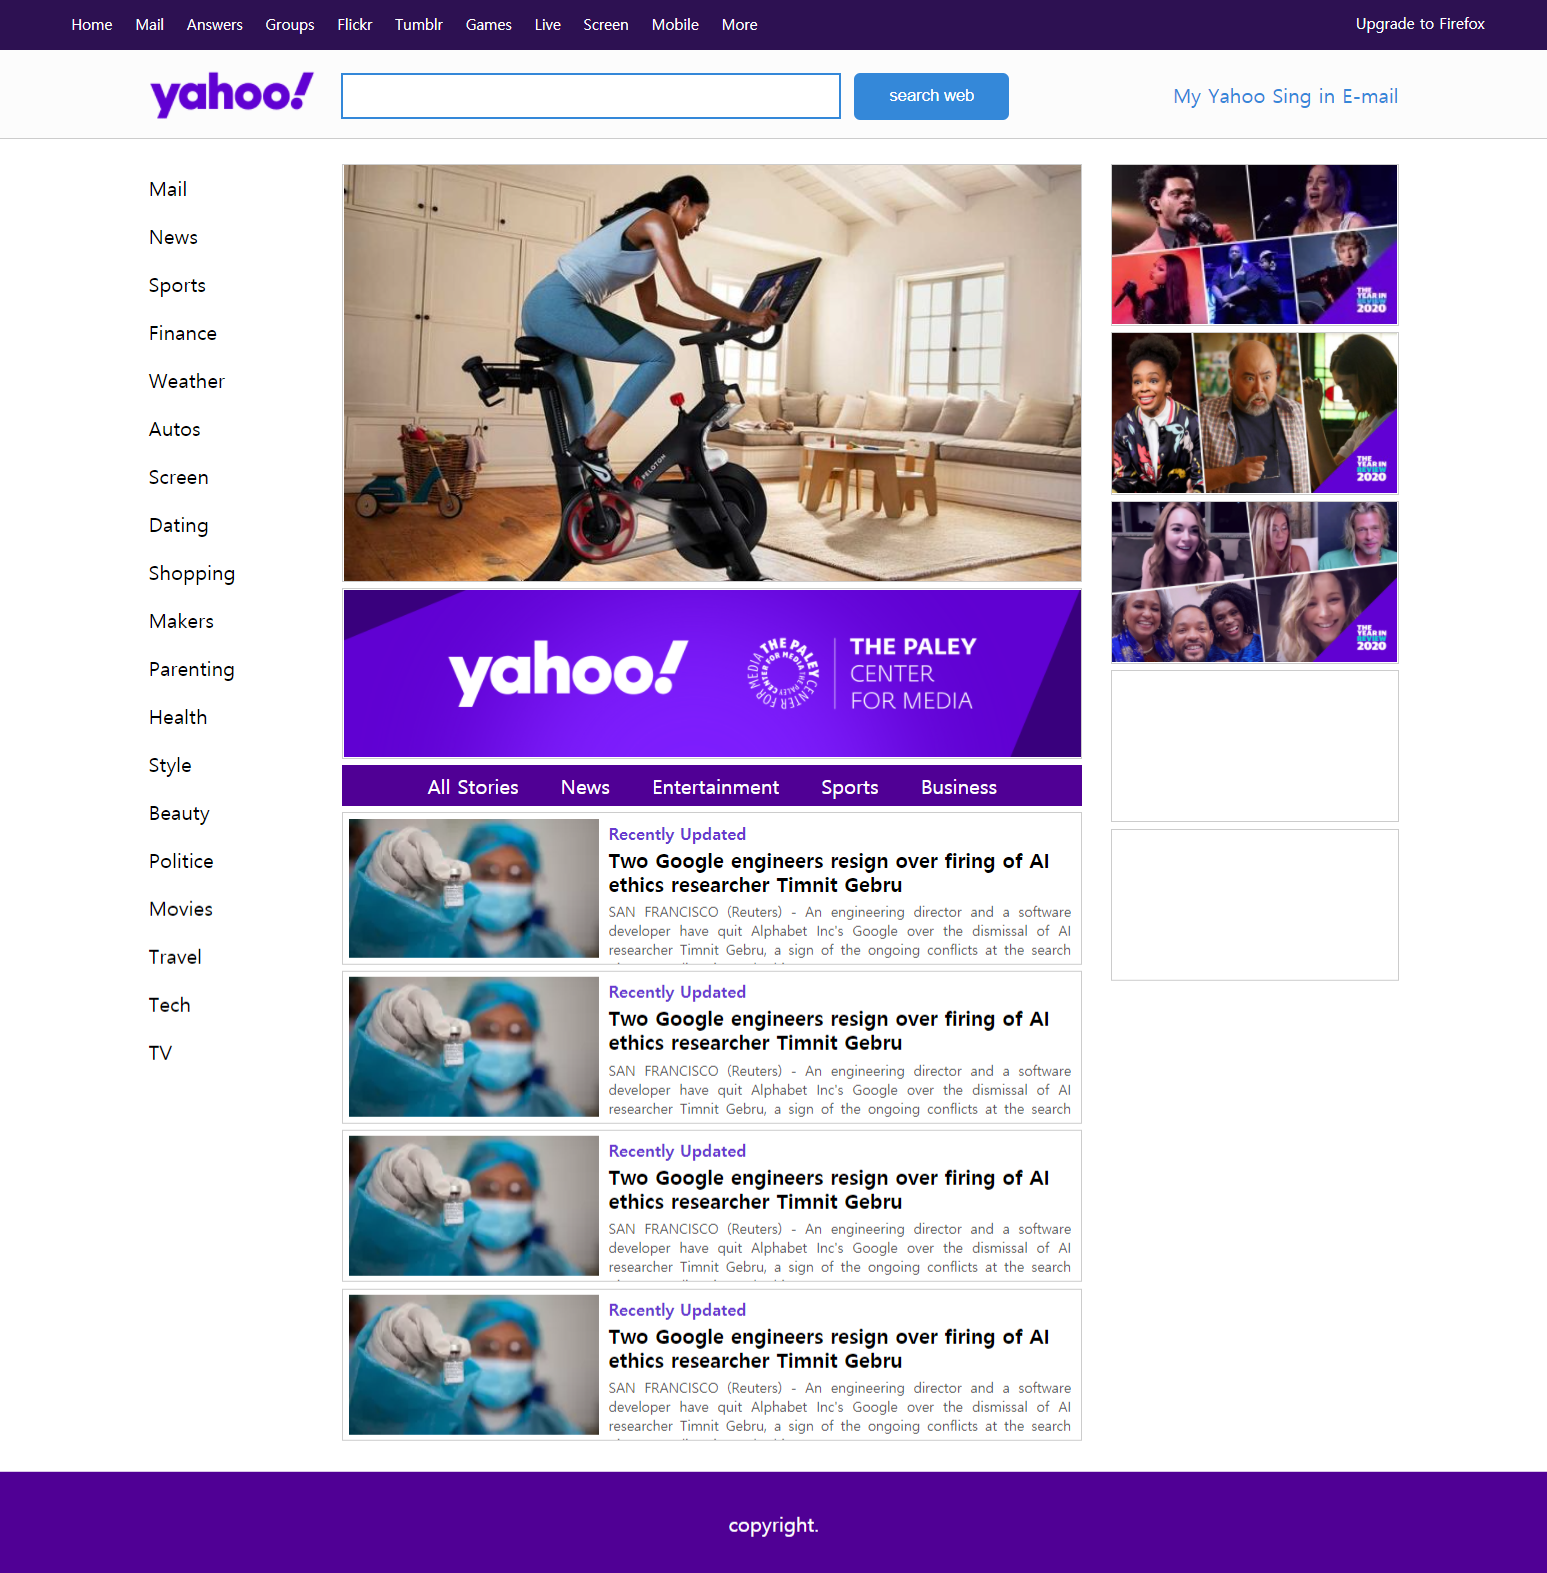 Home Mail Answers Groups Flickr Tumblr Games Live Screen Mobile More Upgrade to Firefox
yahoo! search web My Yahoo Sing in E-mail
Mail
News
Sports
Finance
Weather
Autos
Screen
Dating
Shopping
Makers
Parenting
Health
Style
Beauty
Politice
Movies
Travel
Tech
TV
PELOTON
yahoo!
THE PALEY CENTER FOR MEDIA
THE PALEY
CENTER
FOR MEDIA
All Stories News Entertainment Sports Business
Recently Updated
Two Google engineers resign over firing of AI
ethics researcher Timnit Gebru
SAN FRANCISCO (Reuters) - An engineering director and a software
developer have quit Alphabet Inc's Google over the dismissal of AI
researcher Timnit Gebru, a sign of the ongoing conflicts at the search
Recently Updated
Two Google engineers resign over firing of AI
ethics researcher Timnit Gebru
SAN FRANCISCO (Reuters) - An engineering director and a software
developer have quit Alphabet Inc's Google over the dismissal of AI
researcher Timnit Gebru, a sign of the ongoing conflicts at the search
Recently Updated
Two Google engineers resign over firing of AI
ethics researcher Timnit Gebru
SAN FRANCISCO (Reuters) - An engineering director and a software
developer have quit Alphabet Inc's Google over the dismissal of AI
researcher Timnit Gebru, a sign of the ongoing conflicts at the search
Recently Updated
Two Google engineers resign over firing of AI
ethics researcher Timnit Gebru
SAN FRANCISCO (Reuters) - An engineering director and a software
developer have quit Alphabet Inc's Google over the dismissal of AI
researcher Timnit Gebru, a sign of the ongoing conflicts at the search
THE
YEAR IN
REVIEW
2020
THE
YEAR IN
REVIEW
2020
THE
YEAR IN
REVIEW
2020
copyright.